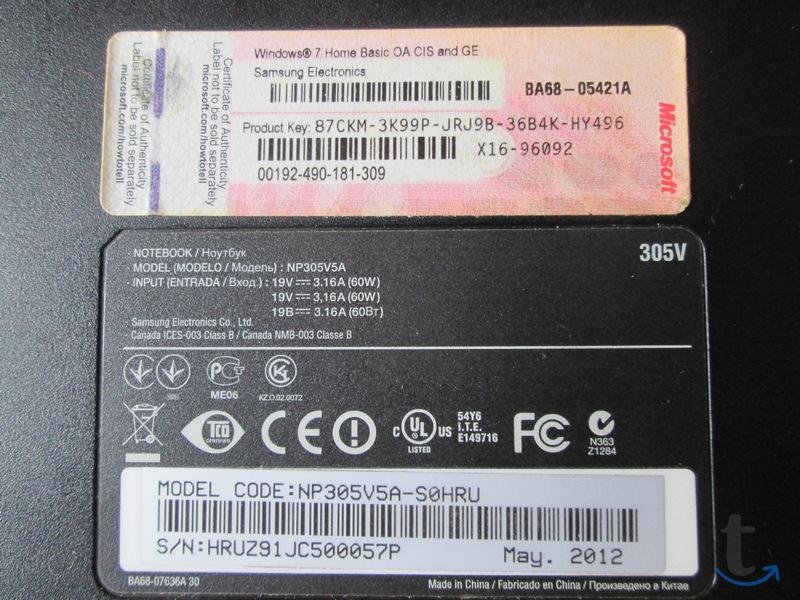 Certificate of Authenticity
Label not to be sold separately
microsoft.com/howtotell
Certificate of Authenticity
Label not to be sold separately
microsoft.com/howtotell
Windows® 7 Home Basic OA CIS and GE
Samsung Electronics
BA68-05421A
Product Key: 87CKM-3K99P-JRJ9B-36B4K-HY496
X16-96092
00192-490-181-309
Microsoft
NOTEBOOK / Ноутбук
305V
MODEL (MODELO / Модель) : NP305V5A
INPUT (ENTRADA / Вход.) : 19V ⎓ 3.16A (60W)
19V ⎓ 3,16A (60W)
19В ⎓ 3.16A (60Вт)
Samsung Electronics Co., Ltd.
Canada ICES-003 Class B / Canada NMB-003 Classe B
ME06
KZ.O.02.0072
TCO
CERTIFIED
CE
C UL US
LISTED
54Y6
I.T.E.
E149716
FC
N363
Z1284
MODEL CODE:NP305V5A-S0HRU
S/N:HRUZ91JC500057P
May. 2012
BA68-07636A 30
Made in China / Fabricado en China / Произведено в Китае
t